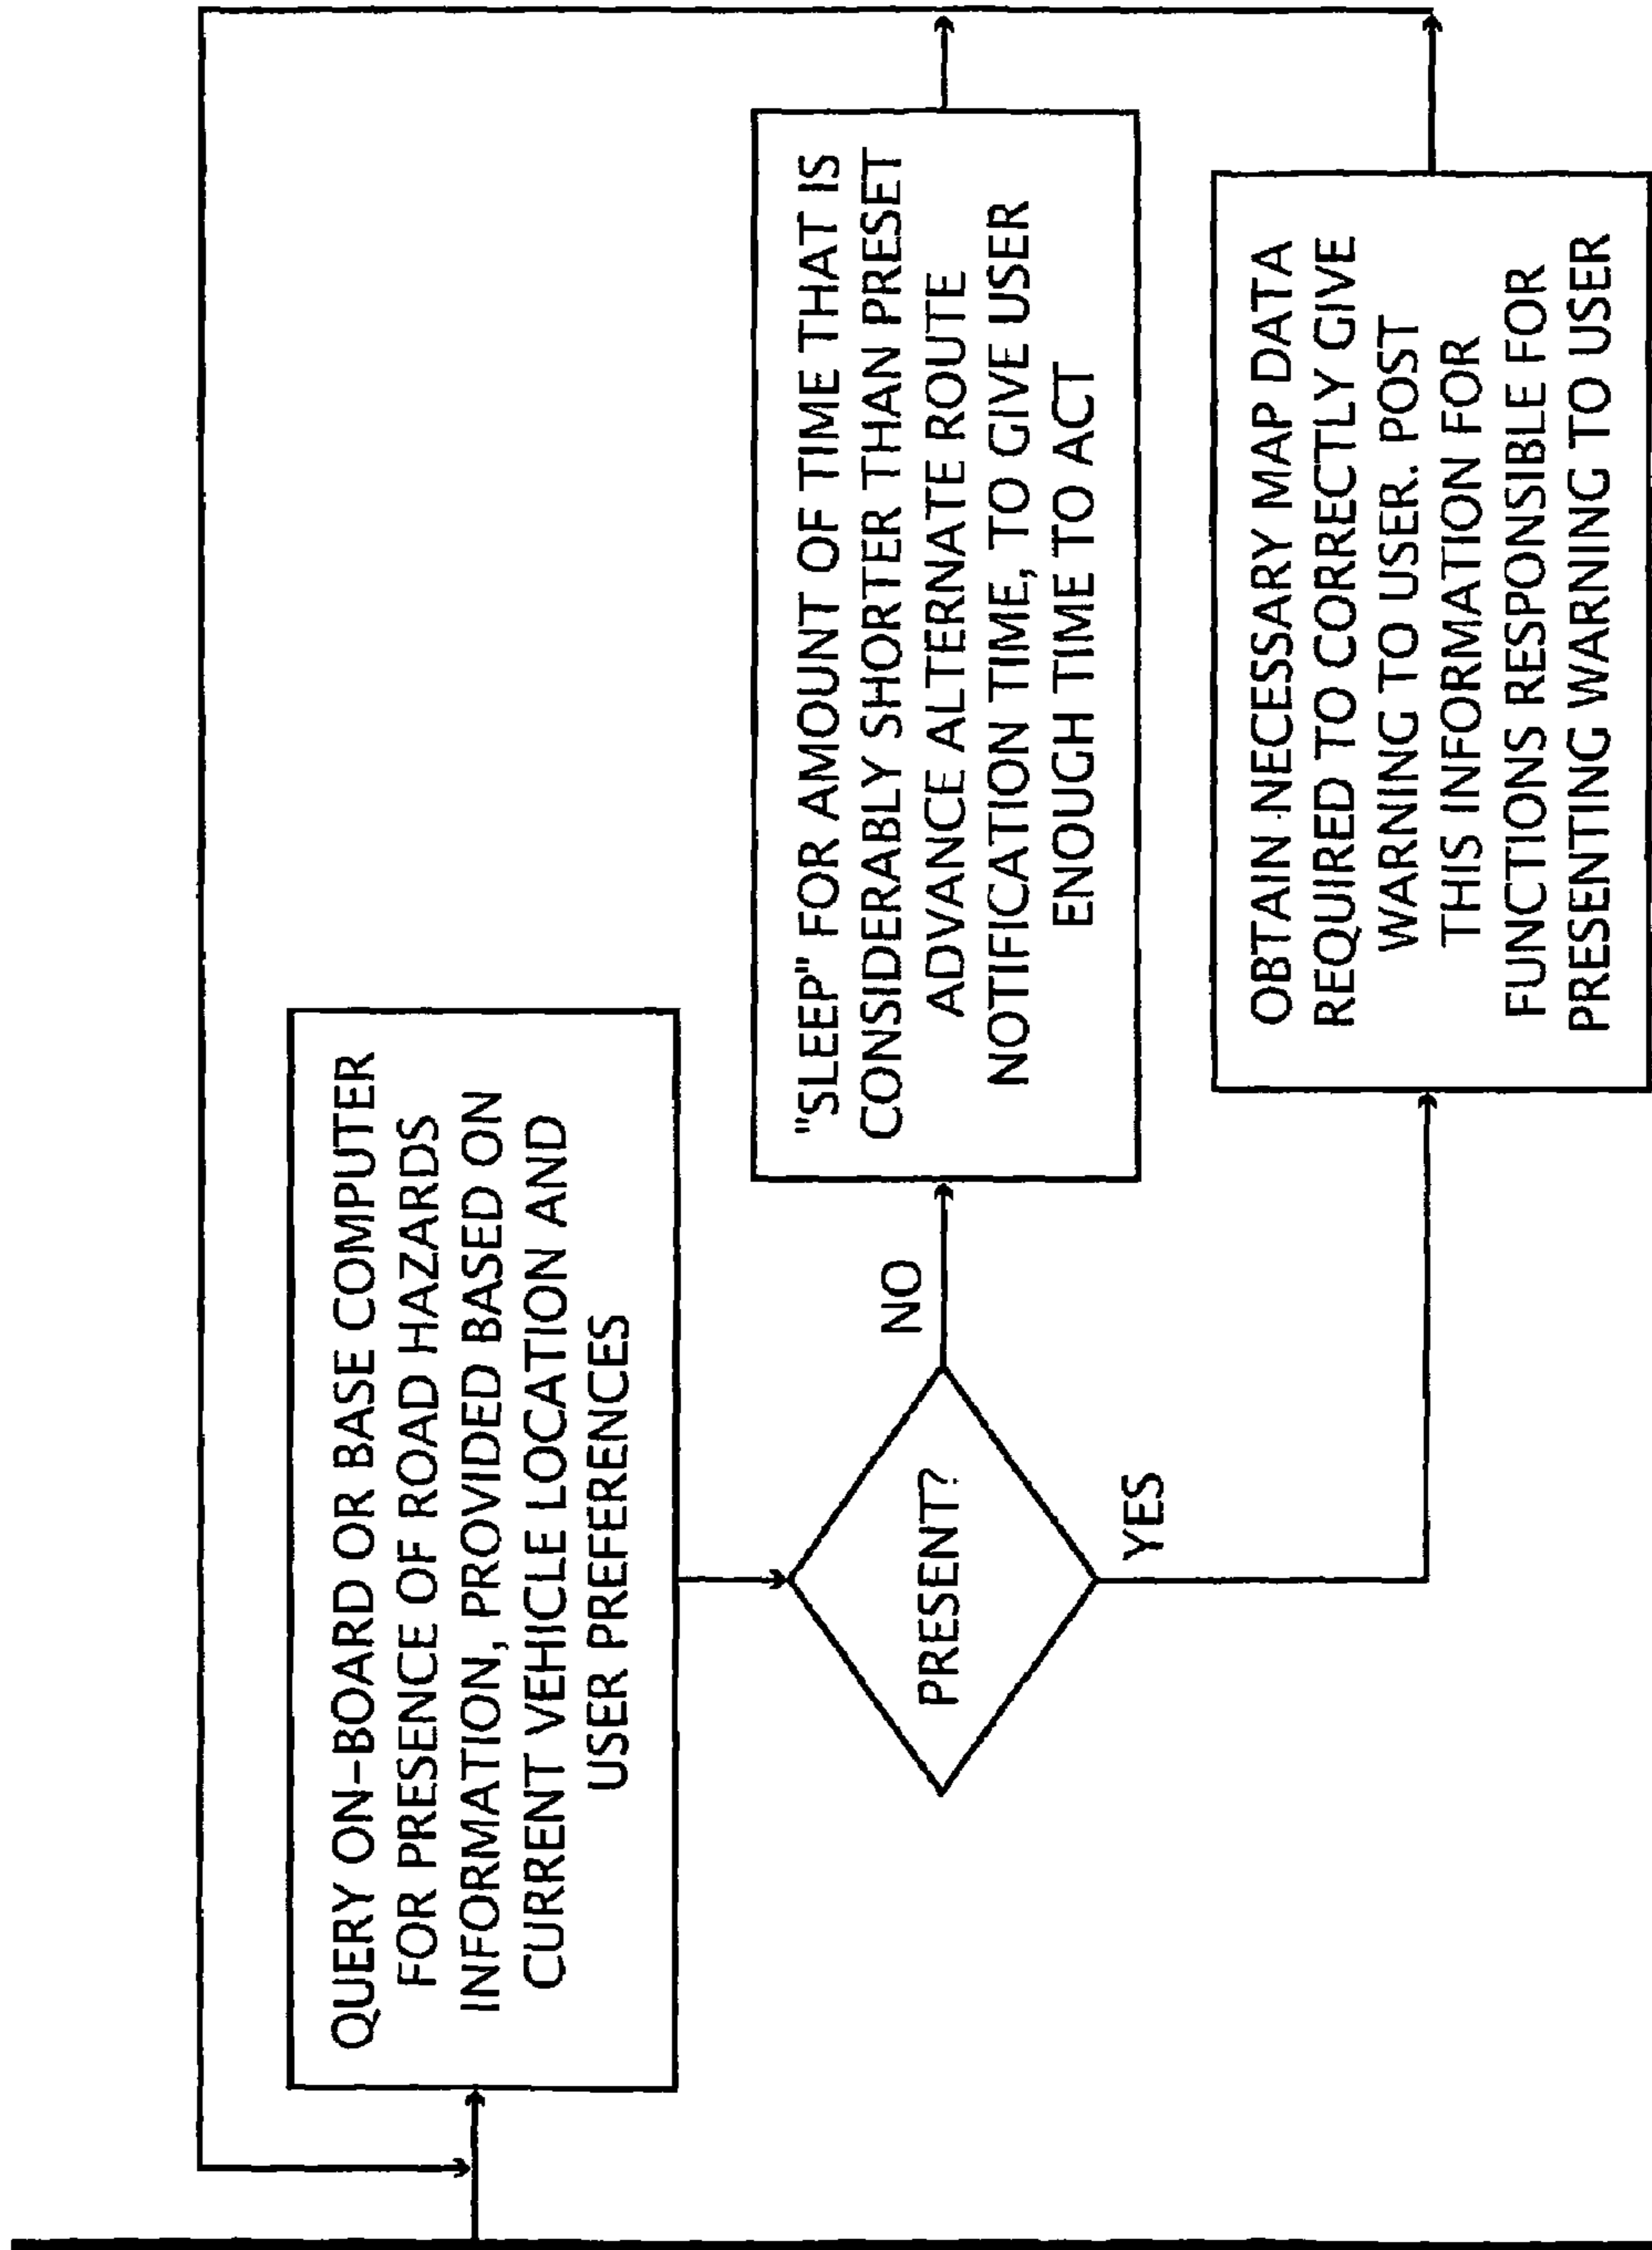 QUERY ON-BOARD OR BASE COMPUTER
FOR PRESENCE OF ROAD HAZARDS
INFORMATION, PROVIDED BASED ON
CURRENT VEHICLE LOCATION AND
USER PREFERENCES
PRESENT?
NO
"SLEEP" FOR AMOUNT OF TIME THAT IS
CONSIDERABLY SHORTER THAN PRESET
ADVANCE ALTERNATE ROUTE
NOTIFICATION TIME, TO GIVE USER
ENOUGH TIME TO ACT
YES
OBTAIN NECESSARY MAP DATA
REQUIRED TO CORRECTLY GIVE
WARNING TO USER. POST
THIS INFORMATION FOR
FUNCTIONS RESPONSIBLE FOR
PRESENTING WARNING TO USER